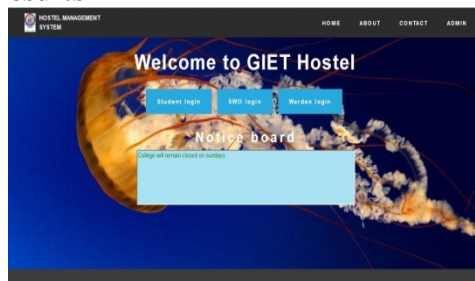 HOSTEL MANAGEMENT
SYSTEM
HOME ABOUT CONTACT ADMIN
Welcome to GIET Hostel
Student login SWO login Warden login
Notice board
College will remain closed on sundays.